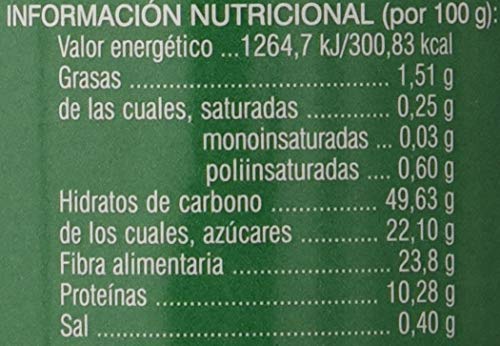 INFORMACIÓN NUTRICIONAL (por 100 g):
Valor energético ...1264,7 kJ/300,83 kcal
Grasas ................................. 1,51 g
de las cuales, saturadas ............ 0,25 g
monoinsaturadas ... 0,03 g
poliinsaturadas .... 0,60 g
Hidratos de carbono ................ 49,63 g
de los cuales, azúcares ............ 22,10 g
Fibra alimentaria ..................... 23,8 g
Proteínas ............................ 10,28 g
Sal ...................................... 0,40 g